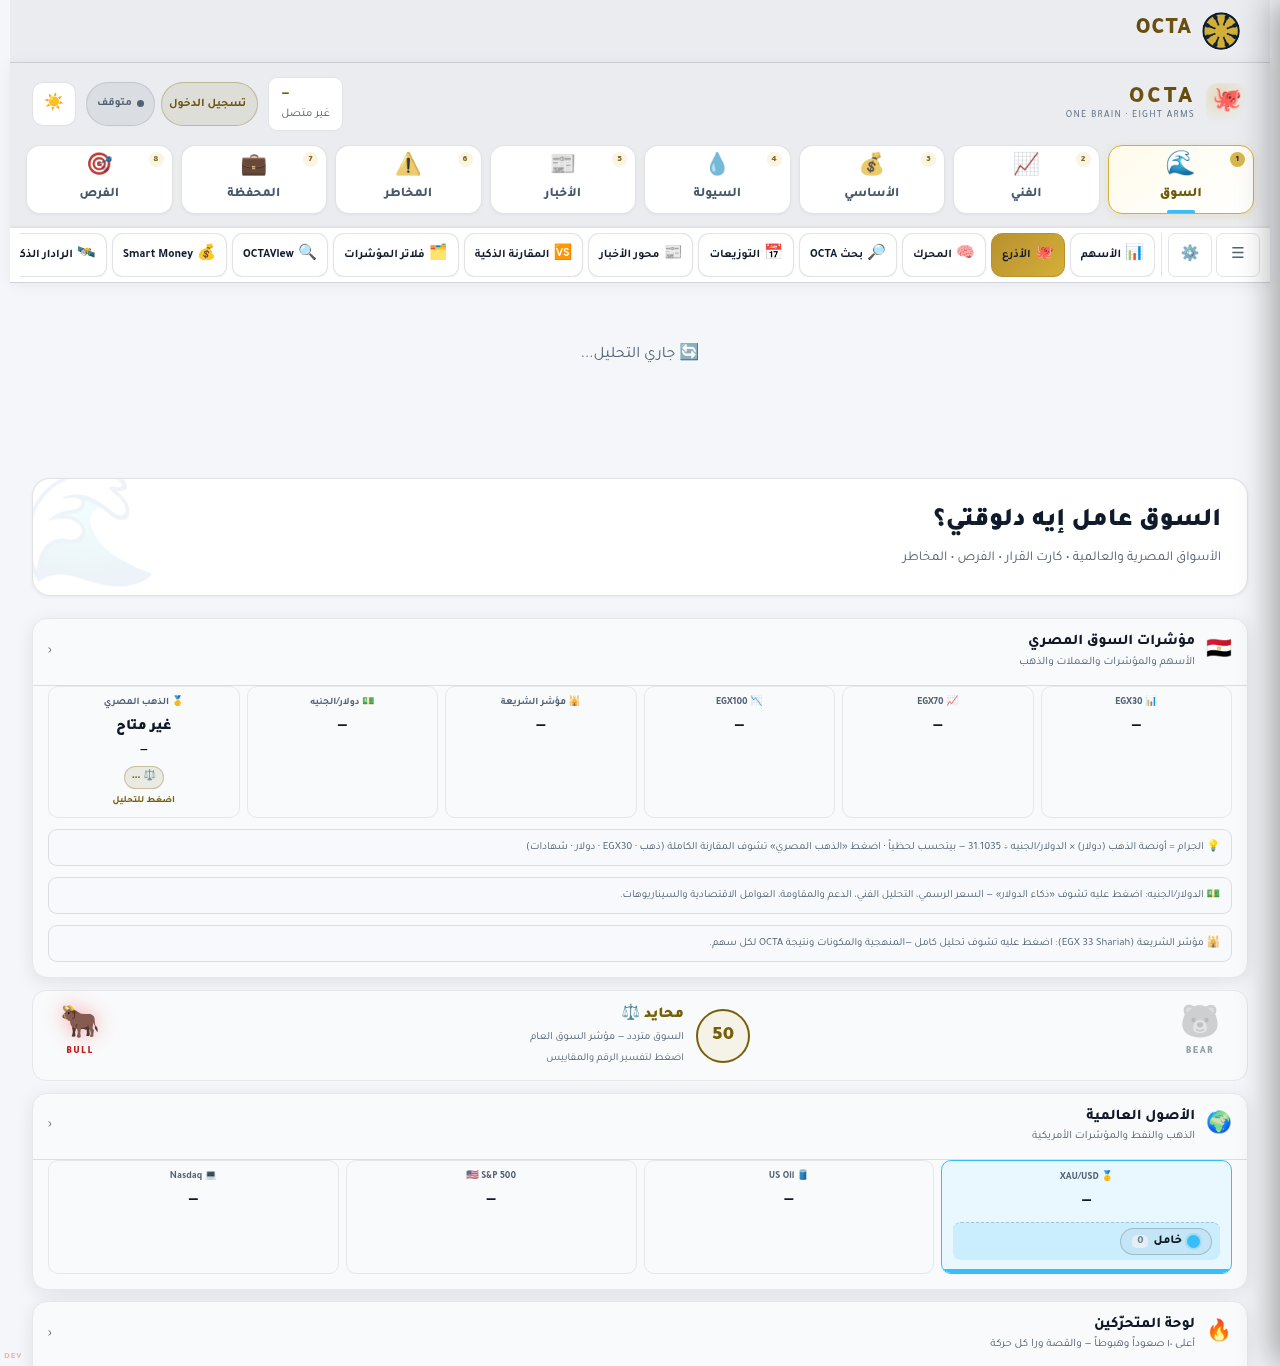 OCTA
OCTA
ONE BRAIN · EIGHT ARMS
–
غير متصل
تسجيل الدخول
متوقف
1
السوق
2
الفني
3
الأساسي
4
السيولة
5
الأخبار
6
المخاطر
7
المحفظة
8
الفرص
الأسهم
الأذرع
المحرك
بحث OCTA
التوزيعات
محور الأخبار
المقارنة الذكية
فلاتر المؤشرات
OCTAView
Smart Money
الرادار الذك
جاري التحليل...
السوق عامل إيه دلوقتي؟
الأسواق المصرية والعالمية • كارت القرار • الفرص • المخاطر
مؤشرات السوق المصري
الأسهم والمؤشرات والعملات والذهب
EGX30
–
EGX70
–
EGX100
–
مؤشر الشريعة
–
دولار/الجنيه
–
الذهب المصري
غير متاح
–
...
اضغط للتحليل
الجرام = أونصة الذهب (دولار) × الدولار/الجنيه ÷ 31.1035 – بيتحسب لحظياً · اضغط «الذهب المصري» تشوف المقارنة الكاملة (ذهب · EGX30 · دولار · شهادات)
الدولار/الجنيه: اضغط عليه تشوف «ذكاء الدولار» – السعر الرسمي، التحليل الفني، الدعم والمقاومة، العوامل الاقتصادية والسيناريوهات.
مؤشر الشريعة (EGX 33 Shariah): اضغط عليه تشوف تحليل كامل –المنهجية والمكونات ونتيجة OCTA لكل سهم.
BEAR
50
محايد
السوق متردد – مؤشر السوق العام
اضغط لتفسير الرقم والمقاييس
BULL
الأصول العالمية
الذهب والنفط والمؤشرات الأمريكية
XAU/USD
–
خامل
0
US Oil
–
S&P 500
–
Nasdaq
–
لوحة المتحرّكين
أعلى ١٠ صعوداً وهبوطاً – والقصة ورا كل حركة
DEV